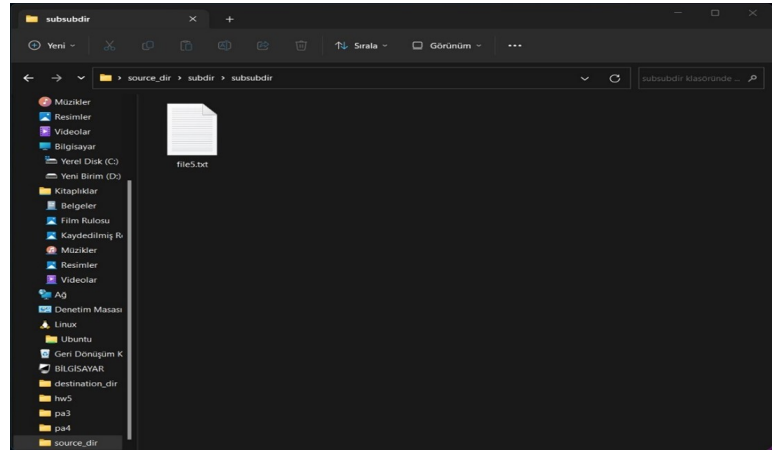 subsubdir
Yeni
Sırala
Görünüm
source_dir > subdir > subsubdir
subsubdir klasöründe ...
Müzikler
Resimler
Videolar
Bilgisayar
Yerel Disk (C:)
Yeni Birim (D:)
Kitaplıklar
Belgeler
Film Rulosu
Kaydedilmiş R
Müzikler
Resimler
Videolar
Ağ
Denetim Masası
Linux
Ubuntu
Geri Dönüşüm K
BİLGİSAYAR
destination_dir
hw5
pa3
pa4
source_dir
file5.txt